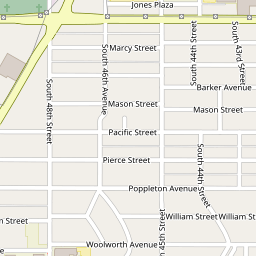 Jones Plaza
Marcy Street
South 44th Street
South 43rd Street
South 46th Avenue
Barker Avenue
Mason Street
Mason Street
South 48th Street
Pacific Street
Pierce Street
South 44th Street
Poppleton Avenue
n Street
William Street
William St
Woolworth Avenue
South 45th Street